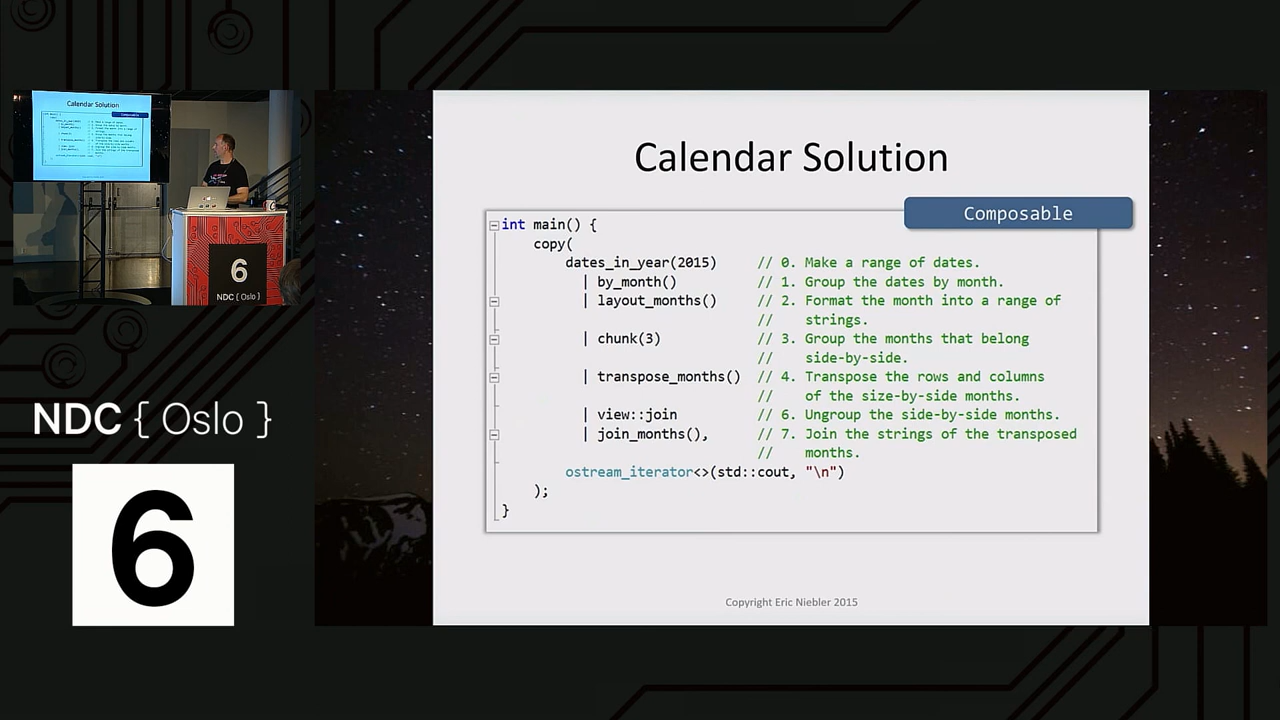 Calendar Solution
Composable
int main() {
copy(
dates_in_year(2015) // 0. Make a range of dates.
| by_month() // 1. Group the dates by month.
| layout_months() // 2. Format the month into a range of
// strings.
| chunk(3) // 3. Group the months that belong
// side-by-side.
| transpose_months() // 4. Transpose the rows and columns
// of the size-by-side months.
| view::join // 6. Ungroup the side-by-side months.
| join_months(), // 7. Join the strings of the transposed
// months.
ostream_iterator<>(std::cout, "\n")
);
}
Copyright Eric Niebler 2015
Calendar Solution
Composable
6
NDC { Oslo }
NDC { Oslo }
6